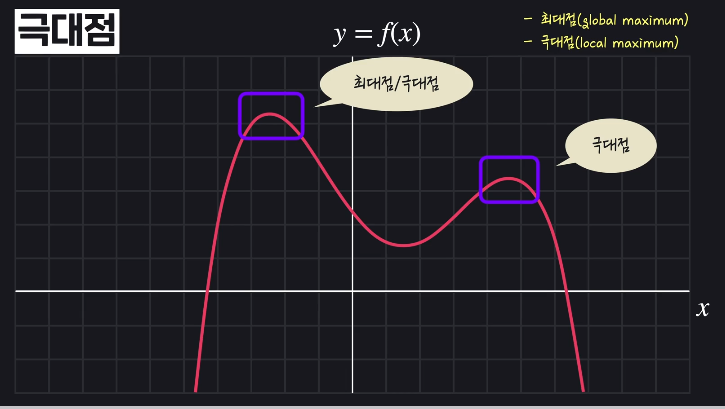 극대점
y = f(x)
- 최대점(global maximum)
- 극대점(local maximum)
최대점/극대점
극대점
x